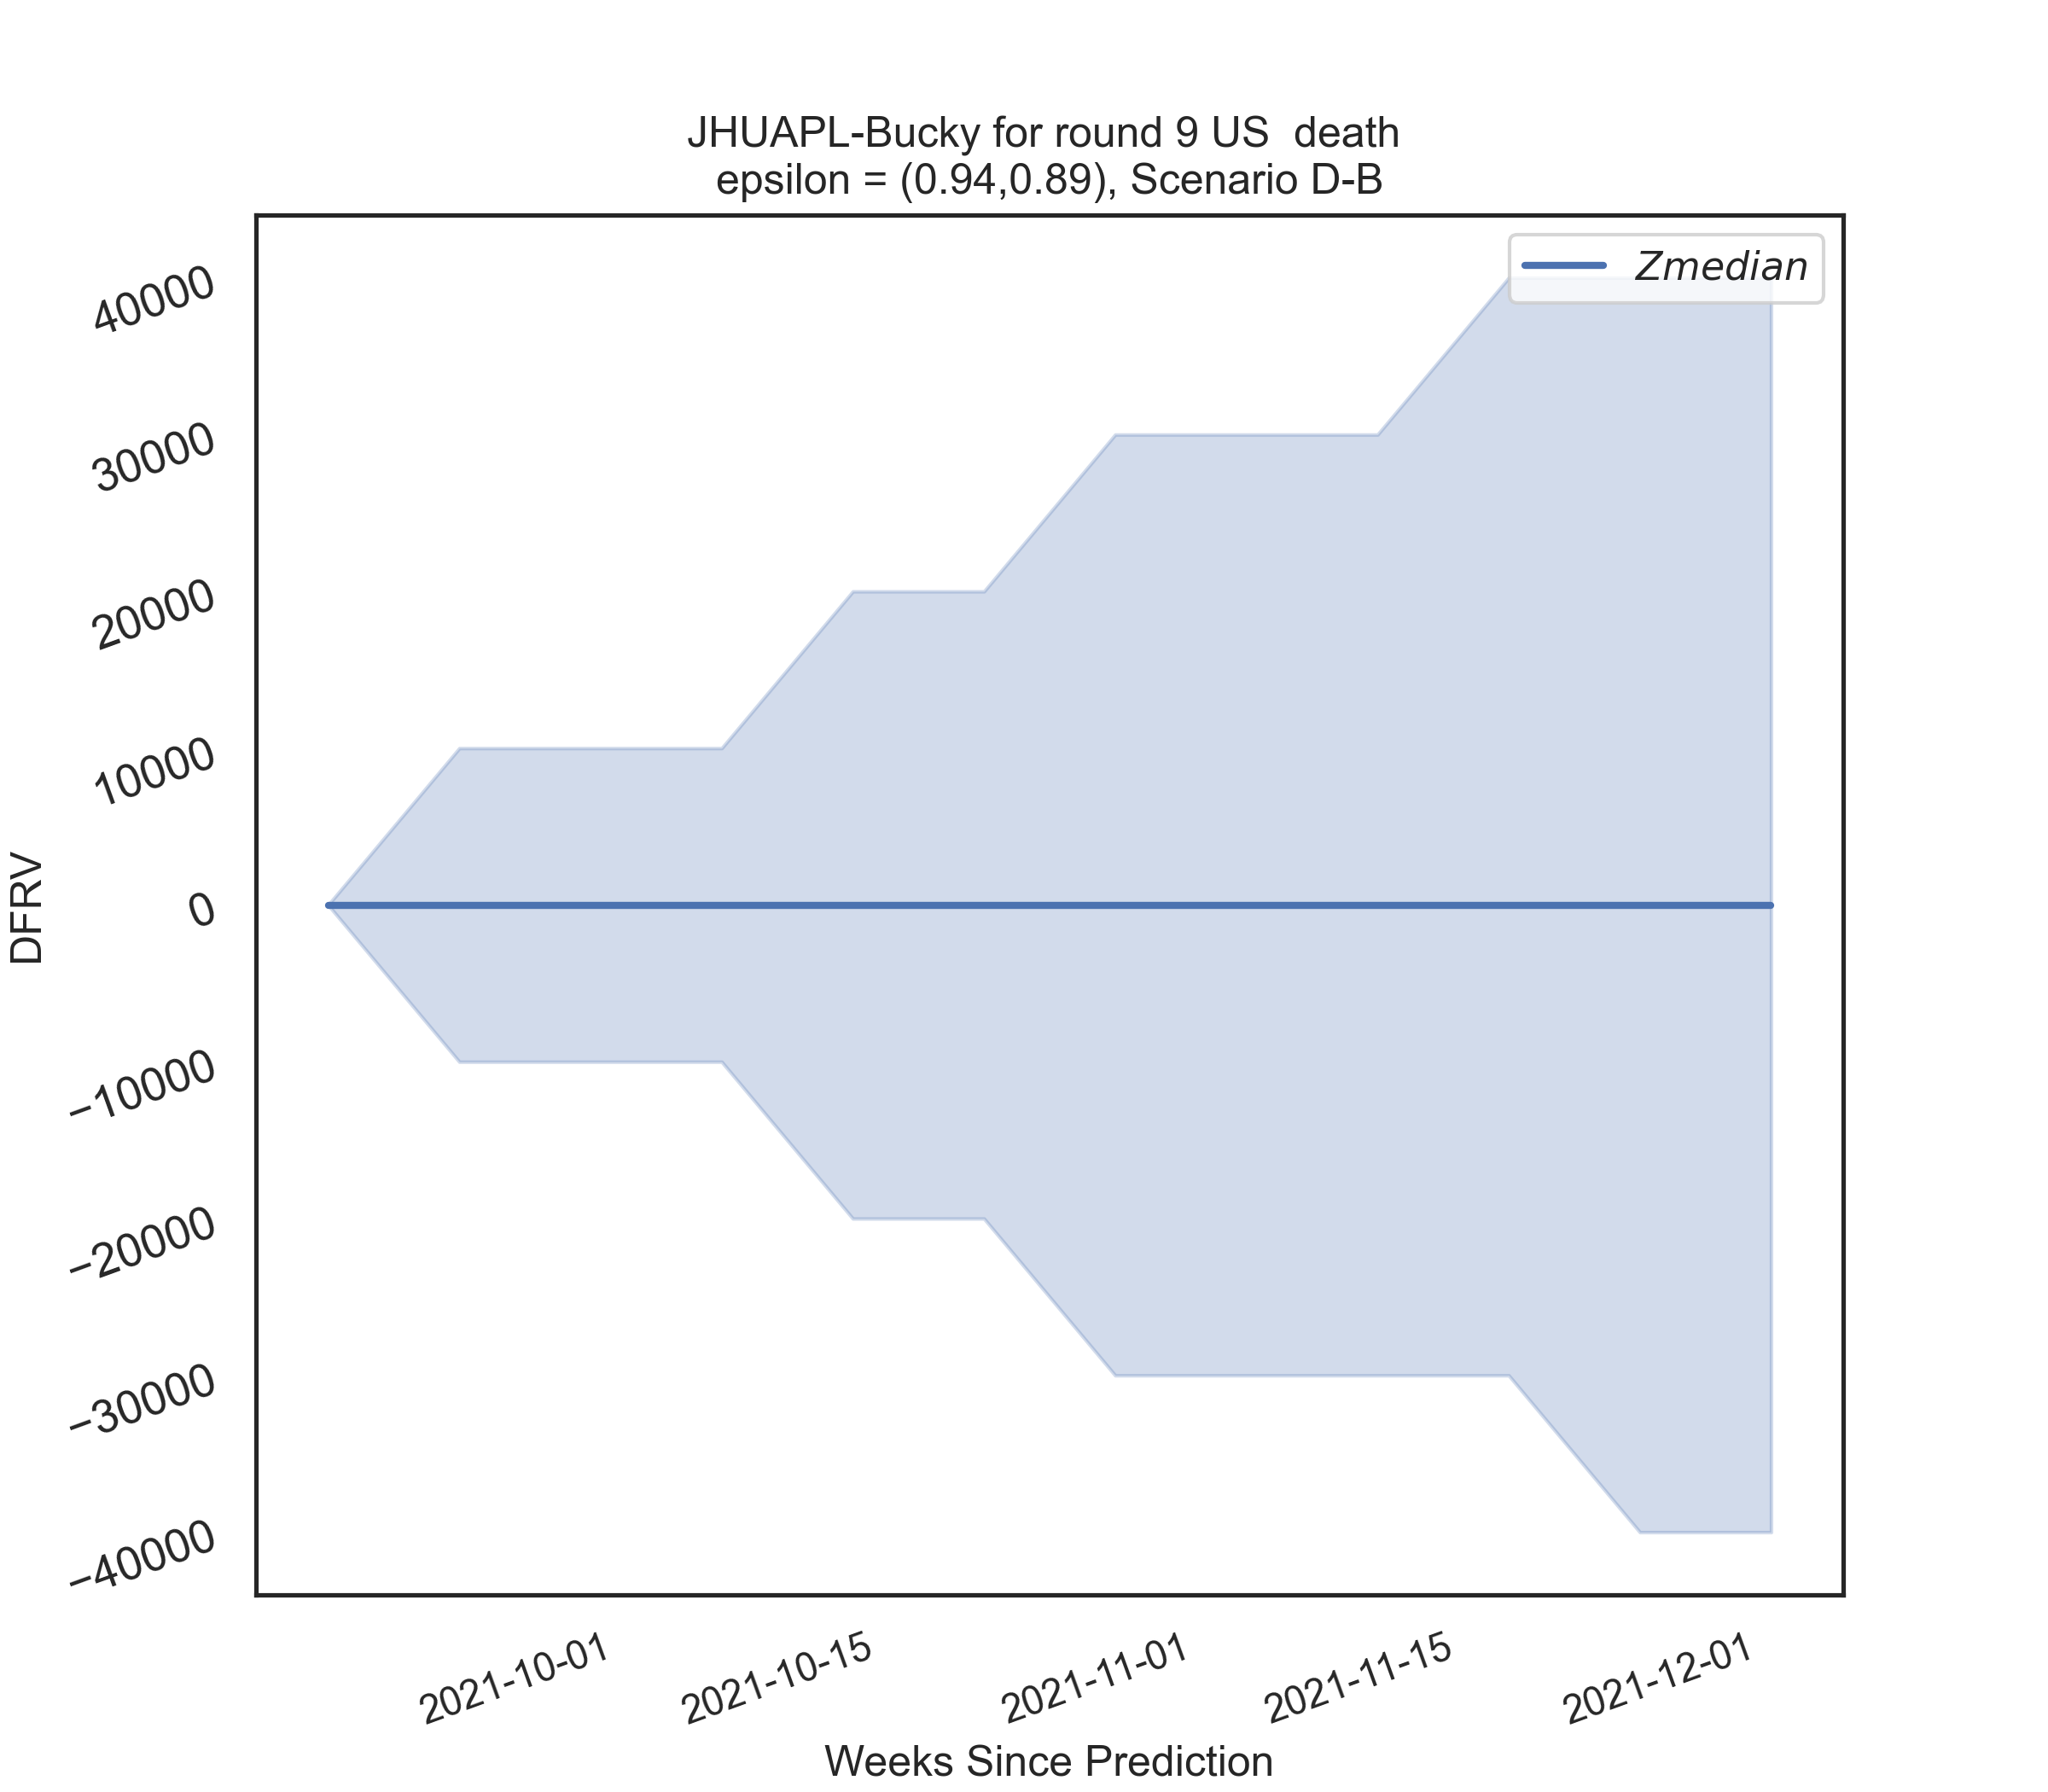 JHUAPL-Bucky for round 9 US  death
epsilon = (0.94,0.89), Scenario D-B
Zmedian
40000
30000
20000
10000
0
−10000
−20000
−30000
−40000
DFRV
2021-10-01
2021-10-15
2021-11-01
2021-11-15
2021-12-01
Weeks Since Prediction